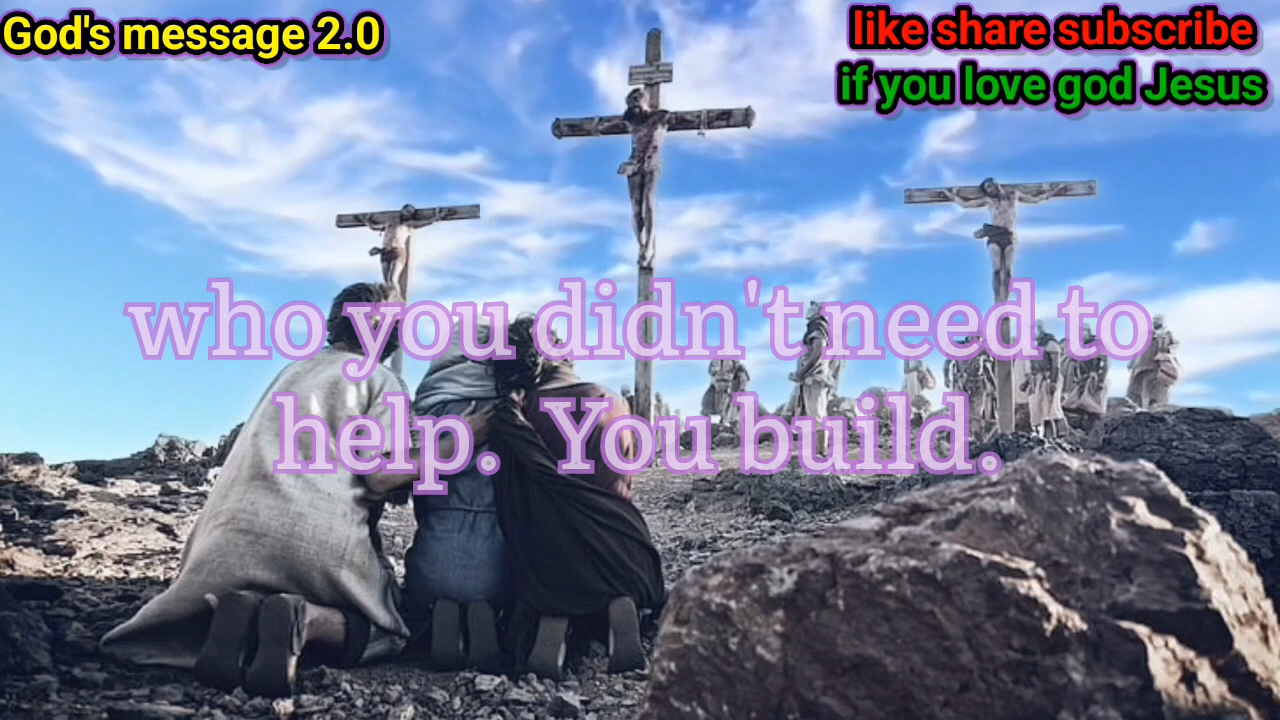 God's message 2.0
like share subscribe
if you love god Jesus
who you didn't need to
help.  You build.